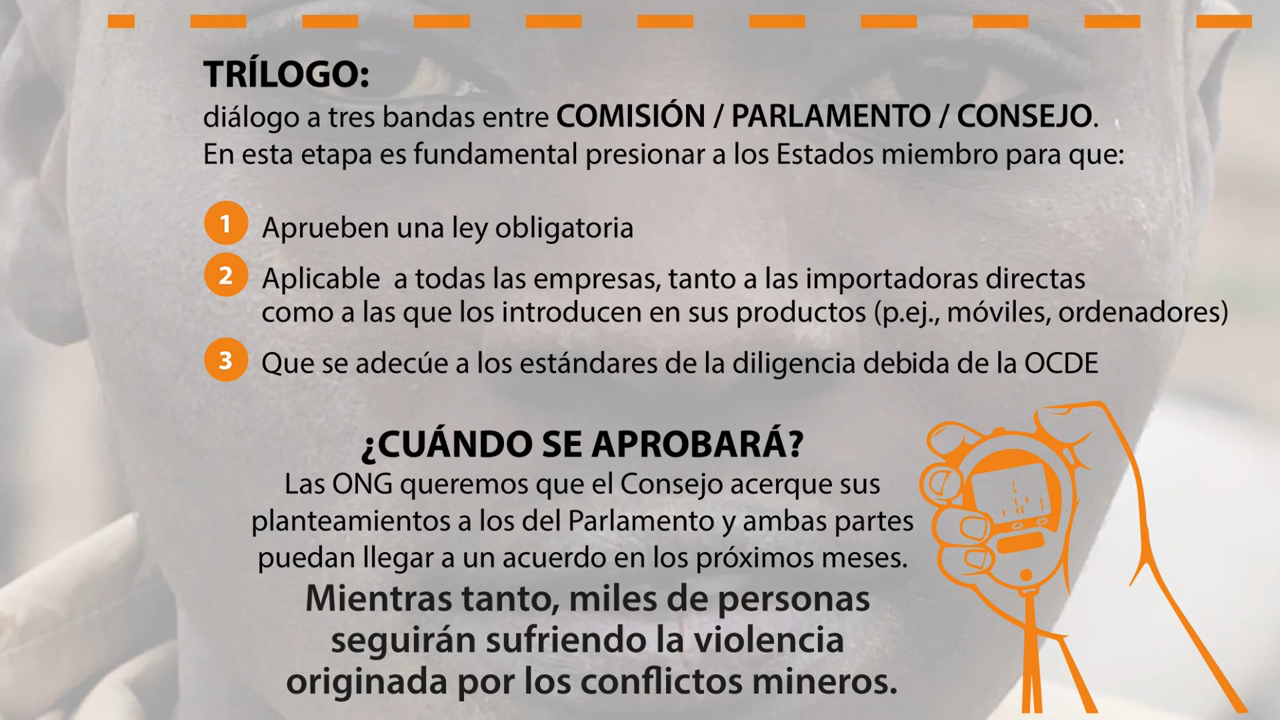 TRÍLOGO:
diálogo a tres bandas entre COMISIÓN / PARLAMENTO / CONSEJO.
En esta etapa es fundamental presionar a los Estados miembro para que:
1 Aprueben una ley obligatoria
2 Aplicable a todas las empresas, tanto a las importadoras directas
como a las que los introducen en sus productos (p.ej., móviles, ordenadores)
3 Que se adecúe a los estándares de la diligencia debida de la OCDE
¿CUÁNDO SE APROBARÁ?
Las ONG queremos que el Consejo acerque sus
planteamientos a los del Parlamento y ambas partes
puedan llegar a un acuerdo en los próximos meses.
Mientras tanto, miles de personas
seguirán sufriendo la violencia
originada por los conflictos mineros.